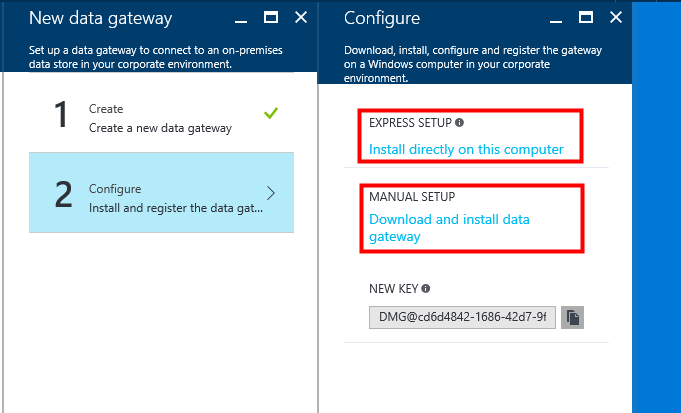 New data gateway
Set up a data gateway to connect to an on-premises
data store in your corporate environment.
1
Create
Create a new data gateway
2
Configure
Install and register the data gat...
Configure
Download, install, configure and register the gateway
on a Windows computer in your corporate
environment.
EXPRESS SETUP
Install directly on this computer
MANUAL SETUP
Download and install data
gateway
NEW KEY
DMG@cd6d4842-1686-42d7-9f